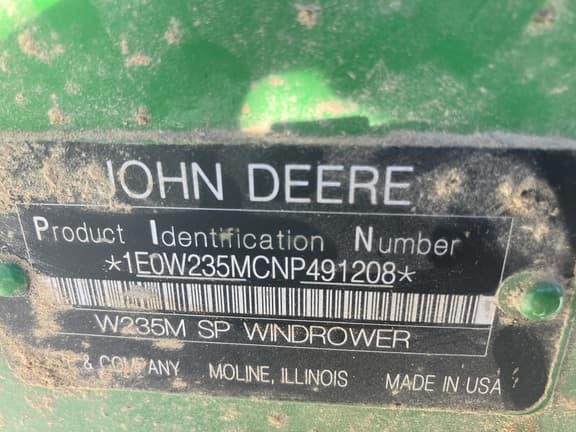 JOHN DEERE
Product Identification Number
*1E0W235MCNP491208*
W235M SP WINDROWER
& COMPANY MOLINE, ILLINOIS MADE IN USA